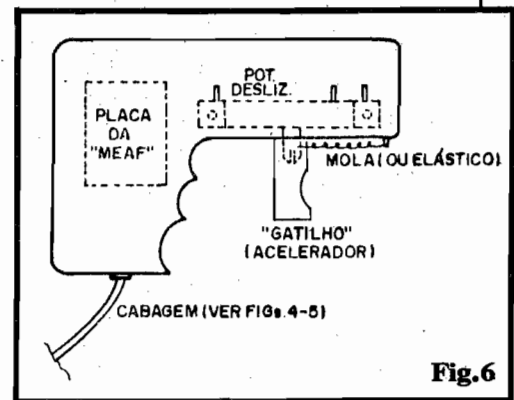 POT.
DESLIZ.
PLACA
DA
"MEAF"
MOLA (OU ELÁSTICO)
"GATILHO"
(ACELERADOR)
CABAGEM (VER FIGs. 4-5)
Fig.6